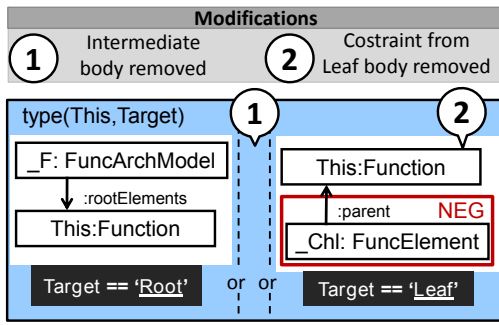 Modifications
1
Intermediate
body removed
2
Costraint from
Leaf body removed
type(This,Target)
1
2
_F: FuncArchModel
:rootElements
This:Function
Target == ‘Root’
or or
This:Function
:parent
NEG
_Chl: FuncElement
Target == ‘Leaf’